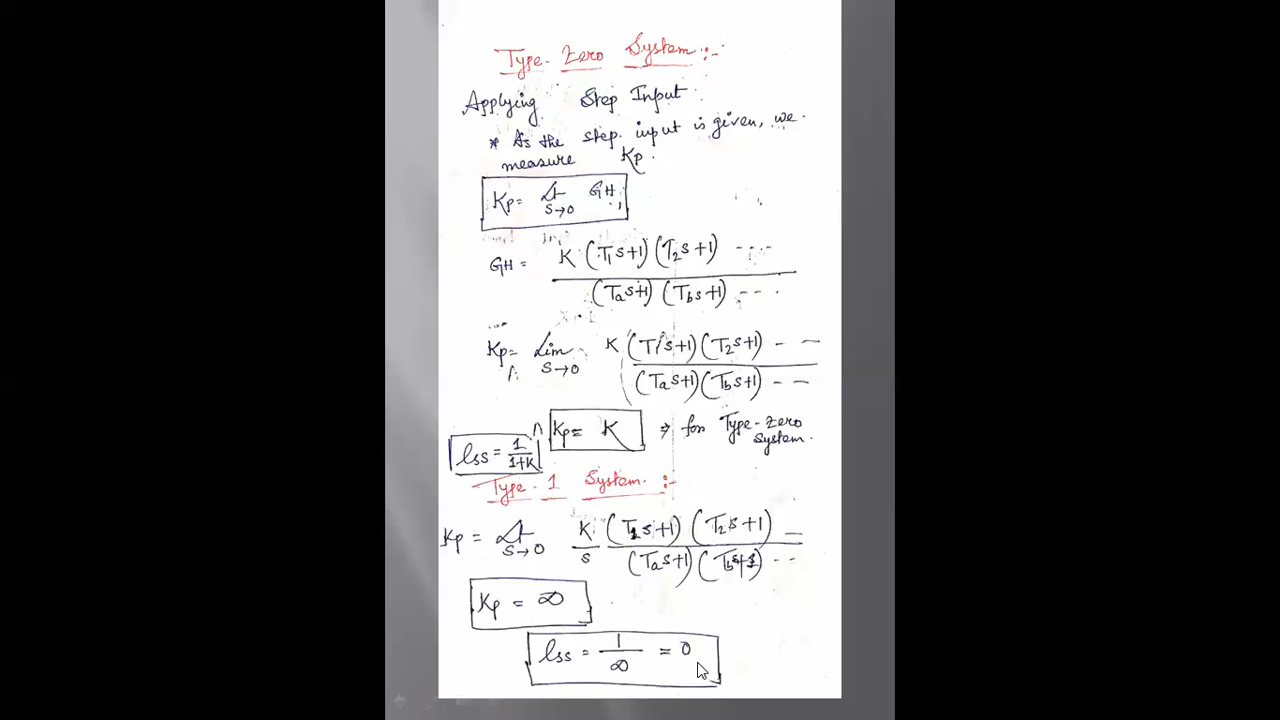 Type-Zero System :-
Applying Step Input
* As the step input is given, we
measure Kp.
Kp = Lt S→0 GH
GH = K (T1s+1) (T2s+1) ---- / (Tas+1) (Tbs+1) ---
Kp = Lim S→0 K (T1s+1) (T2s+1) -- / (Tas+1) (Tbs+1) --
Kp = K ⇒ for Type-Zero System.
ess = 1/1+K
Type-1 System :-
Kp = Lt S→0 K/s (T1s+1) (T2s+1) -- / (Tas+1) (Tbs+1) --
Kp = ∞
ess = 1/∞ = 0